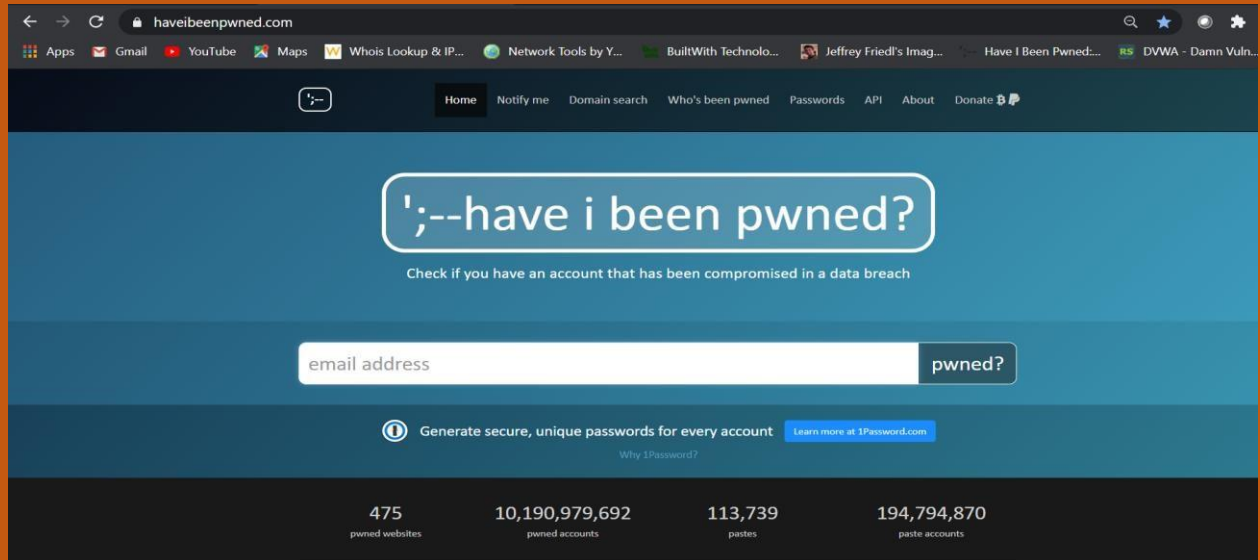 haveibeenpwned.com
Apps Gmail YouTube Maps Whois Lookup & IP... Network Tools by Y... BuiltWith Technolo... Jeffrey Friedl's Imag... Have I Been Pwned:... RS DVWA - Damn Vuln...
';-- Home Notify me Domain search Who's been pwned Passwords API About Donate
';--have i been pwned?
Check if you have an account that has been compromised in a data breach
email address pwned?
Generate secure, unique passwords for every account Learn more at 1Password.com
Why 1Password?
475 10,190,979,692 113,739 194,794,870
pwned websites pwned accounts pastes paste accounts